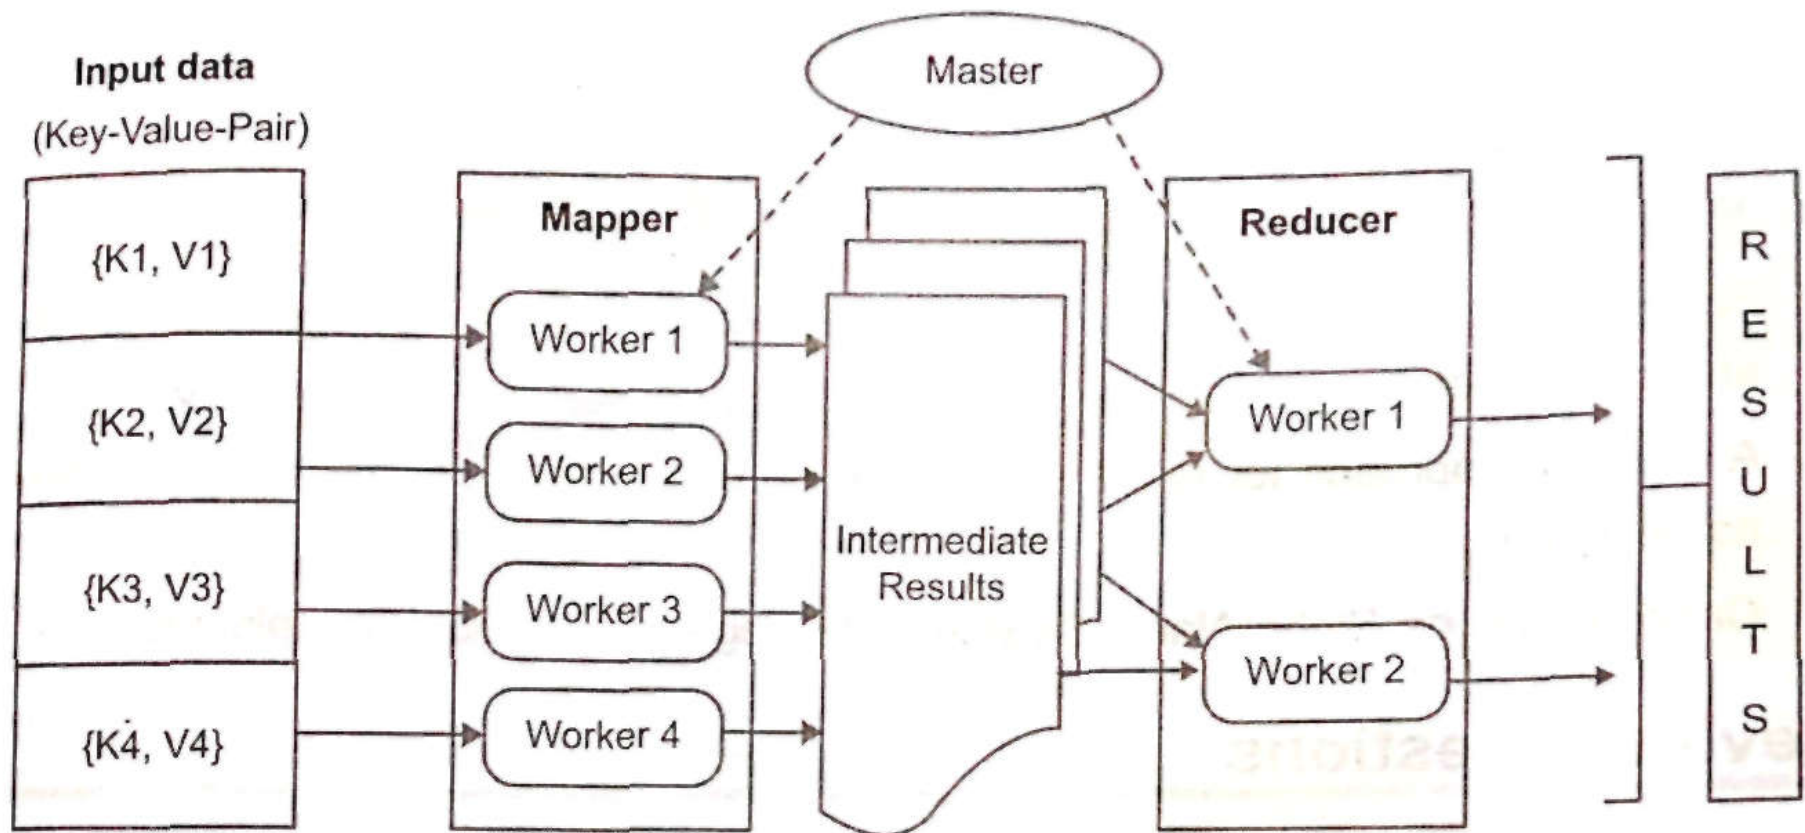 Input data
(Key-Value-Pair)
{K1, V1}
{K2, V2}
{K3, V3}
{K4, V4}
Master
Mapper
Worker 1
Worker 2
Worker 3
Worker 4
Intermediate
Results
Reducer
Worker 1
Worker 2
R
E
S
U
L
T
S